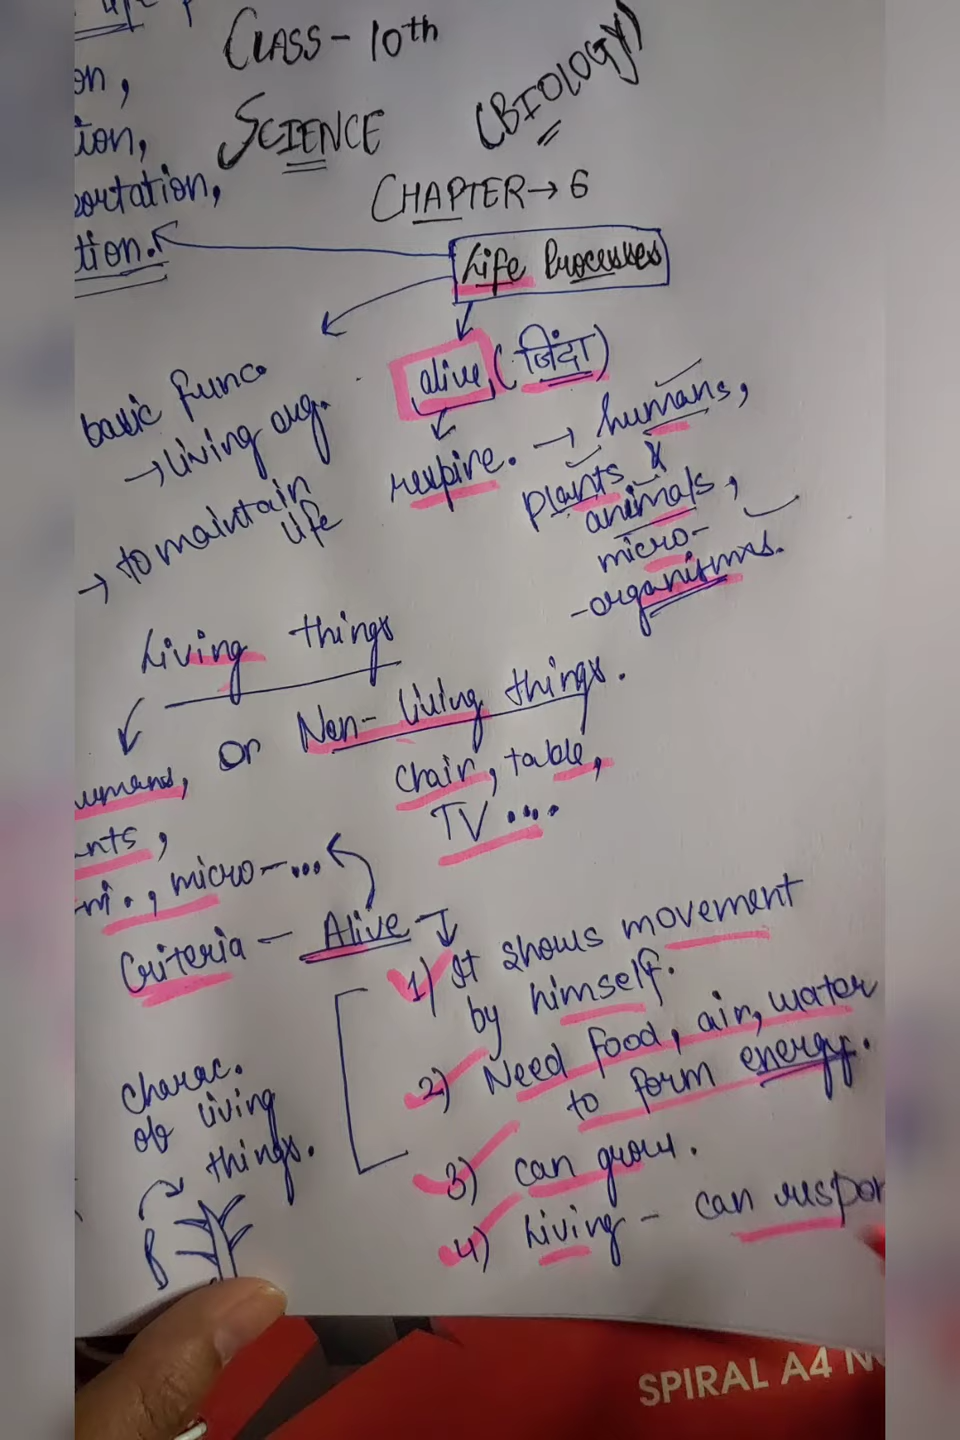 CLASS - 10th
on,
SCIENCE (BIOLOGY)
tion,
CHAPTER → 6
portation,
tion.
Life Processes
alive, (जिंदा)
basic func.
→ living org.
→ to maintain
life
respire. → humans,
plants &
animals,
micro-
-organisms.
Living things
or Non-living things.
umans,
nts,
chair, table,
TV ....
ni., micro-...
Criteria - Alive
1) It shows movement
by himself.
2) Need food, air, water
to form energy.
3) can grow.
4) Living - can respon
charac.
of living
things.
SPIRAL A4 N